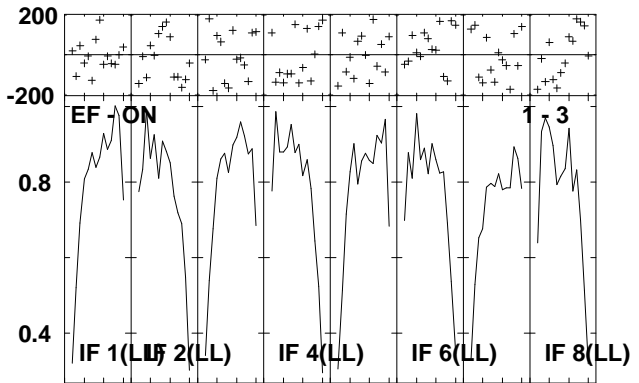 200
-200
EF - ON 1 - 3
0.8
0.4
IF 1(LL) IF 2(LL) IF 4(LL) IF 6(LL) IF 8(LL)